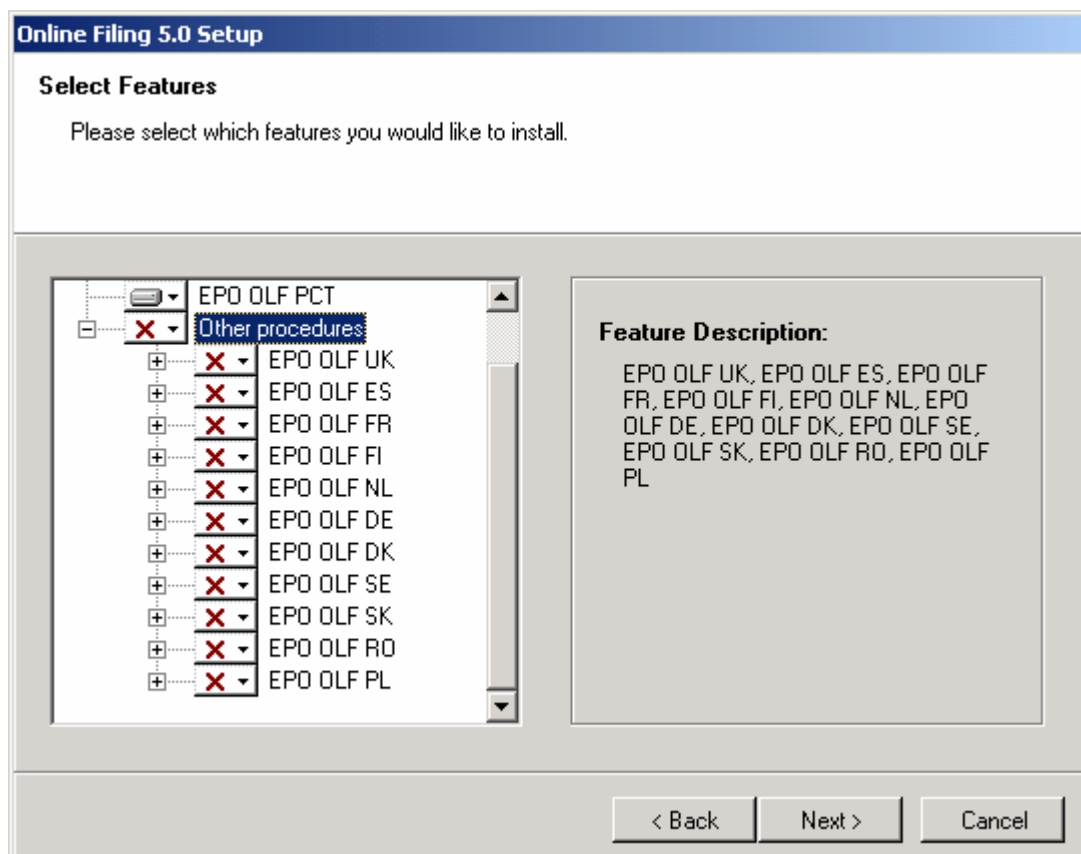 Online Filing 5.0 Setup
Select Features
Please select which features you would like to install.
EPO OLF PCT
Other procedures
EPO OLF UK
EPO OLF ES
EPO OLF FR
EPO OLF FI
EPO OLF NL
EPO OLF DE
EPO OLF DK
EPO OLF SE
EPO OLF SK
EPO OLF RO
EPO OLF PL
Feature Description:
EPO OLF UK, EPO OLF ES, EPO OLF
FR, EPO OLF FI, EPO OLF NL, EPO
OLF DE, EPO OLF DK, EPO OLF SE,
EPO OLF SK, EPO OLF RO, EPO OLF
PL
< Back
Next >
Cancel